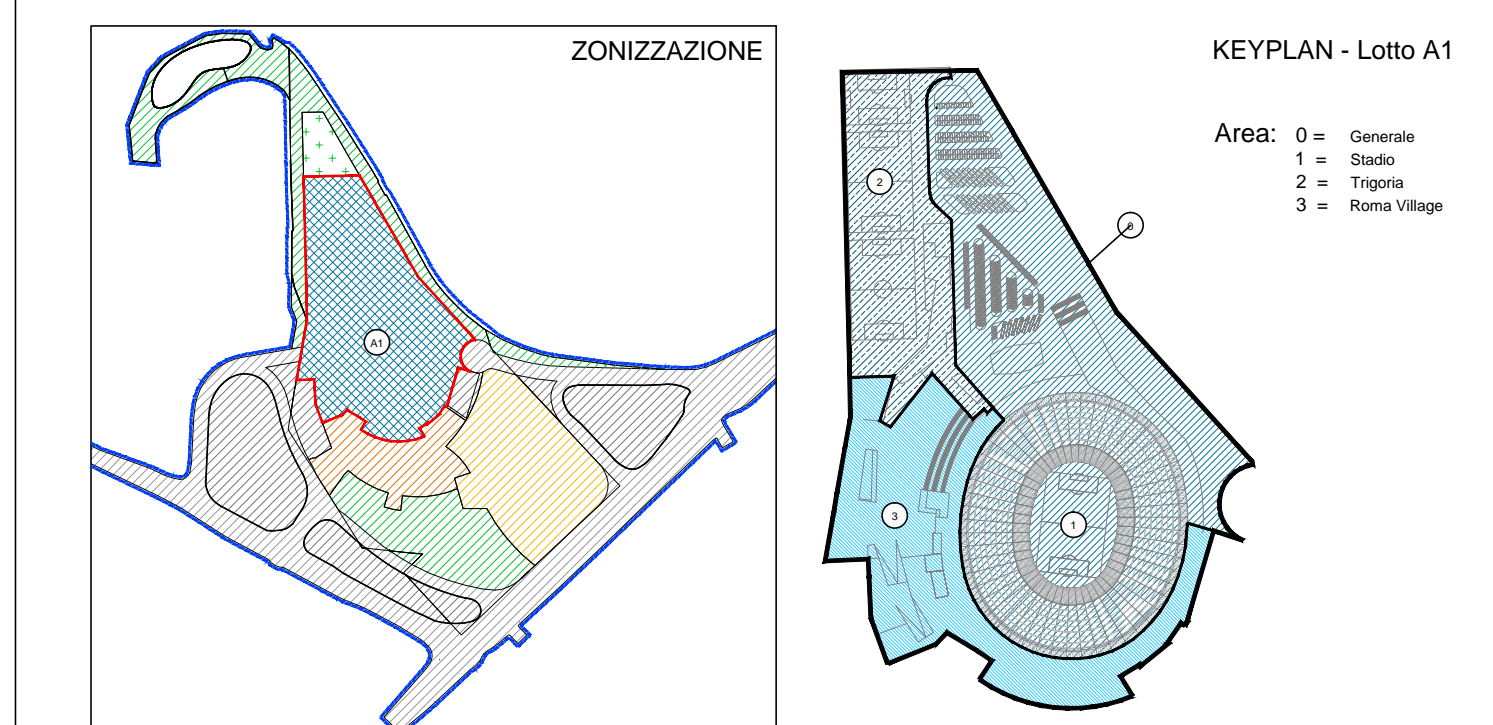 ZONIZZAZIONE
A1
KEYPLAN - Lotto A1
Area: 0 = Generale
1 = Stadio
2 = Trigoria
3 = Roma Village
2
0
3
1